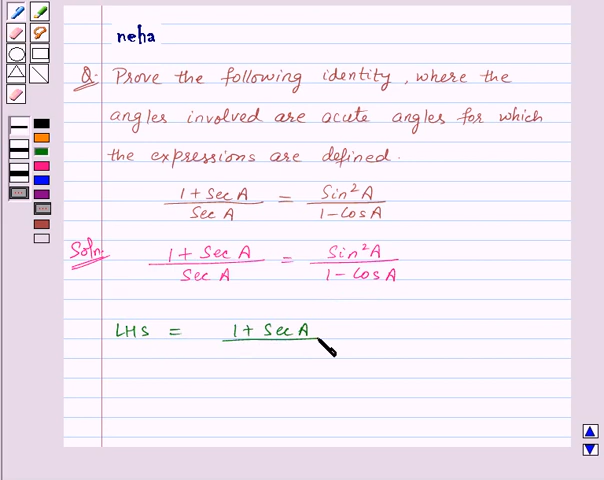 neha
Q. Prove the following identity, where the
angles involved are acute angles for which
the expressions are defined.
1 + Sec A / Sec A = Sin²A / 1 - Cos A
Soln. 1 + Sec A / Sec A = Sin²A / 1 - Cos A
LHS = 1 + Sec A